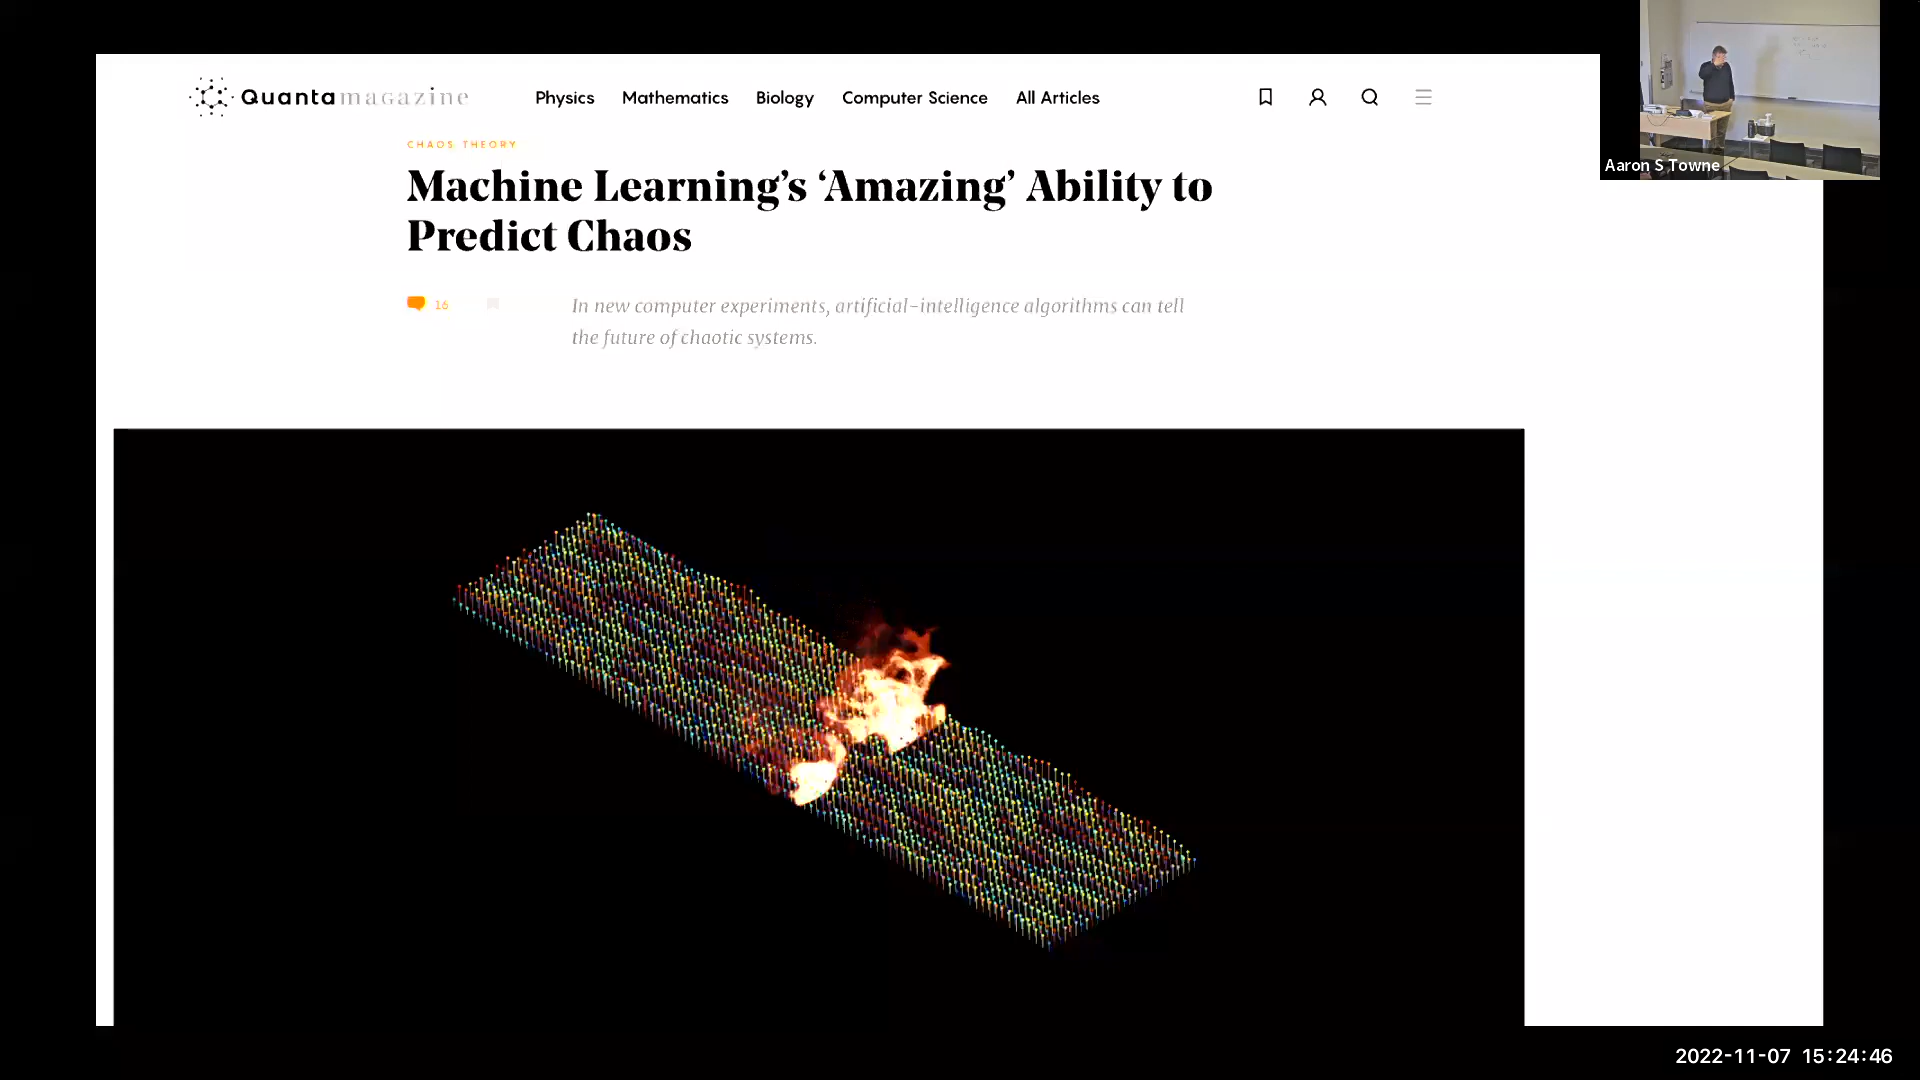 Quantamagazine
Physics Mathematics Biology Computer Science All Articles
Aaron S Towne
CHAOS THEORY
Machine Learning's ‘Amazing’ Ability to
Predict Chaos
16
In new computer experiments, artificial-intelligence algorithms can tell
the future of chaotic systems.
2022-11-07 15:24:46